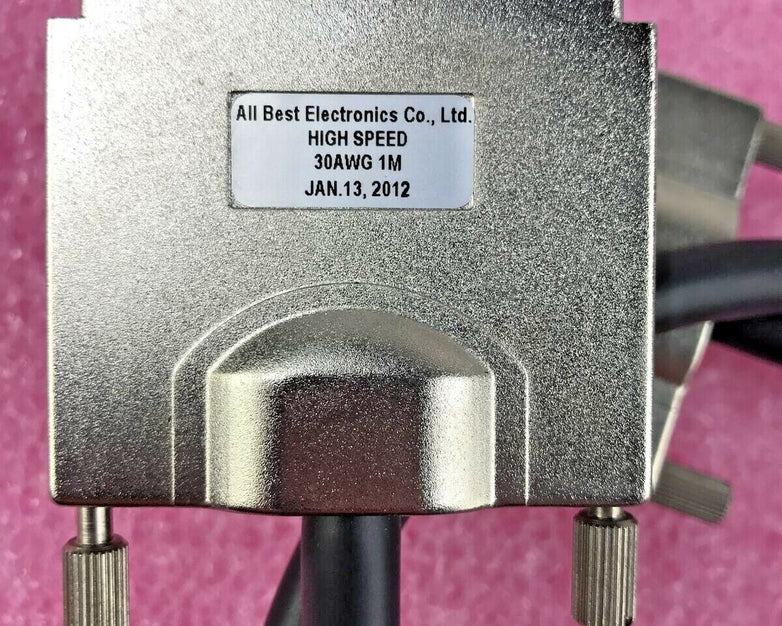 All Best Electronics Co., Ltd.
HIGH SPEED
30AWG 1M
JAN.13, 2012